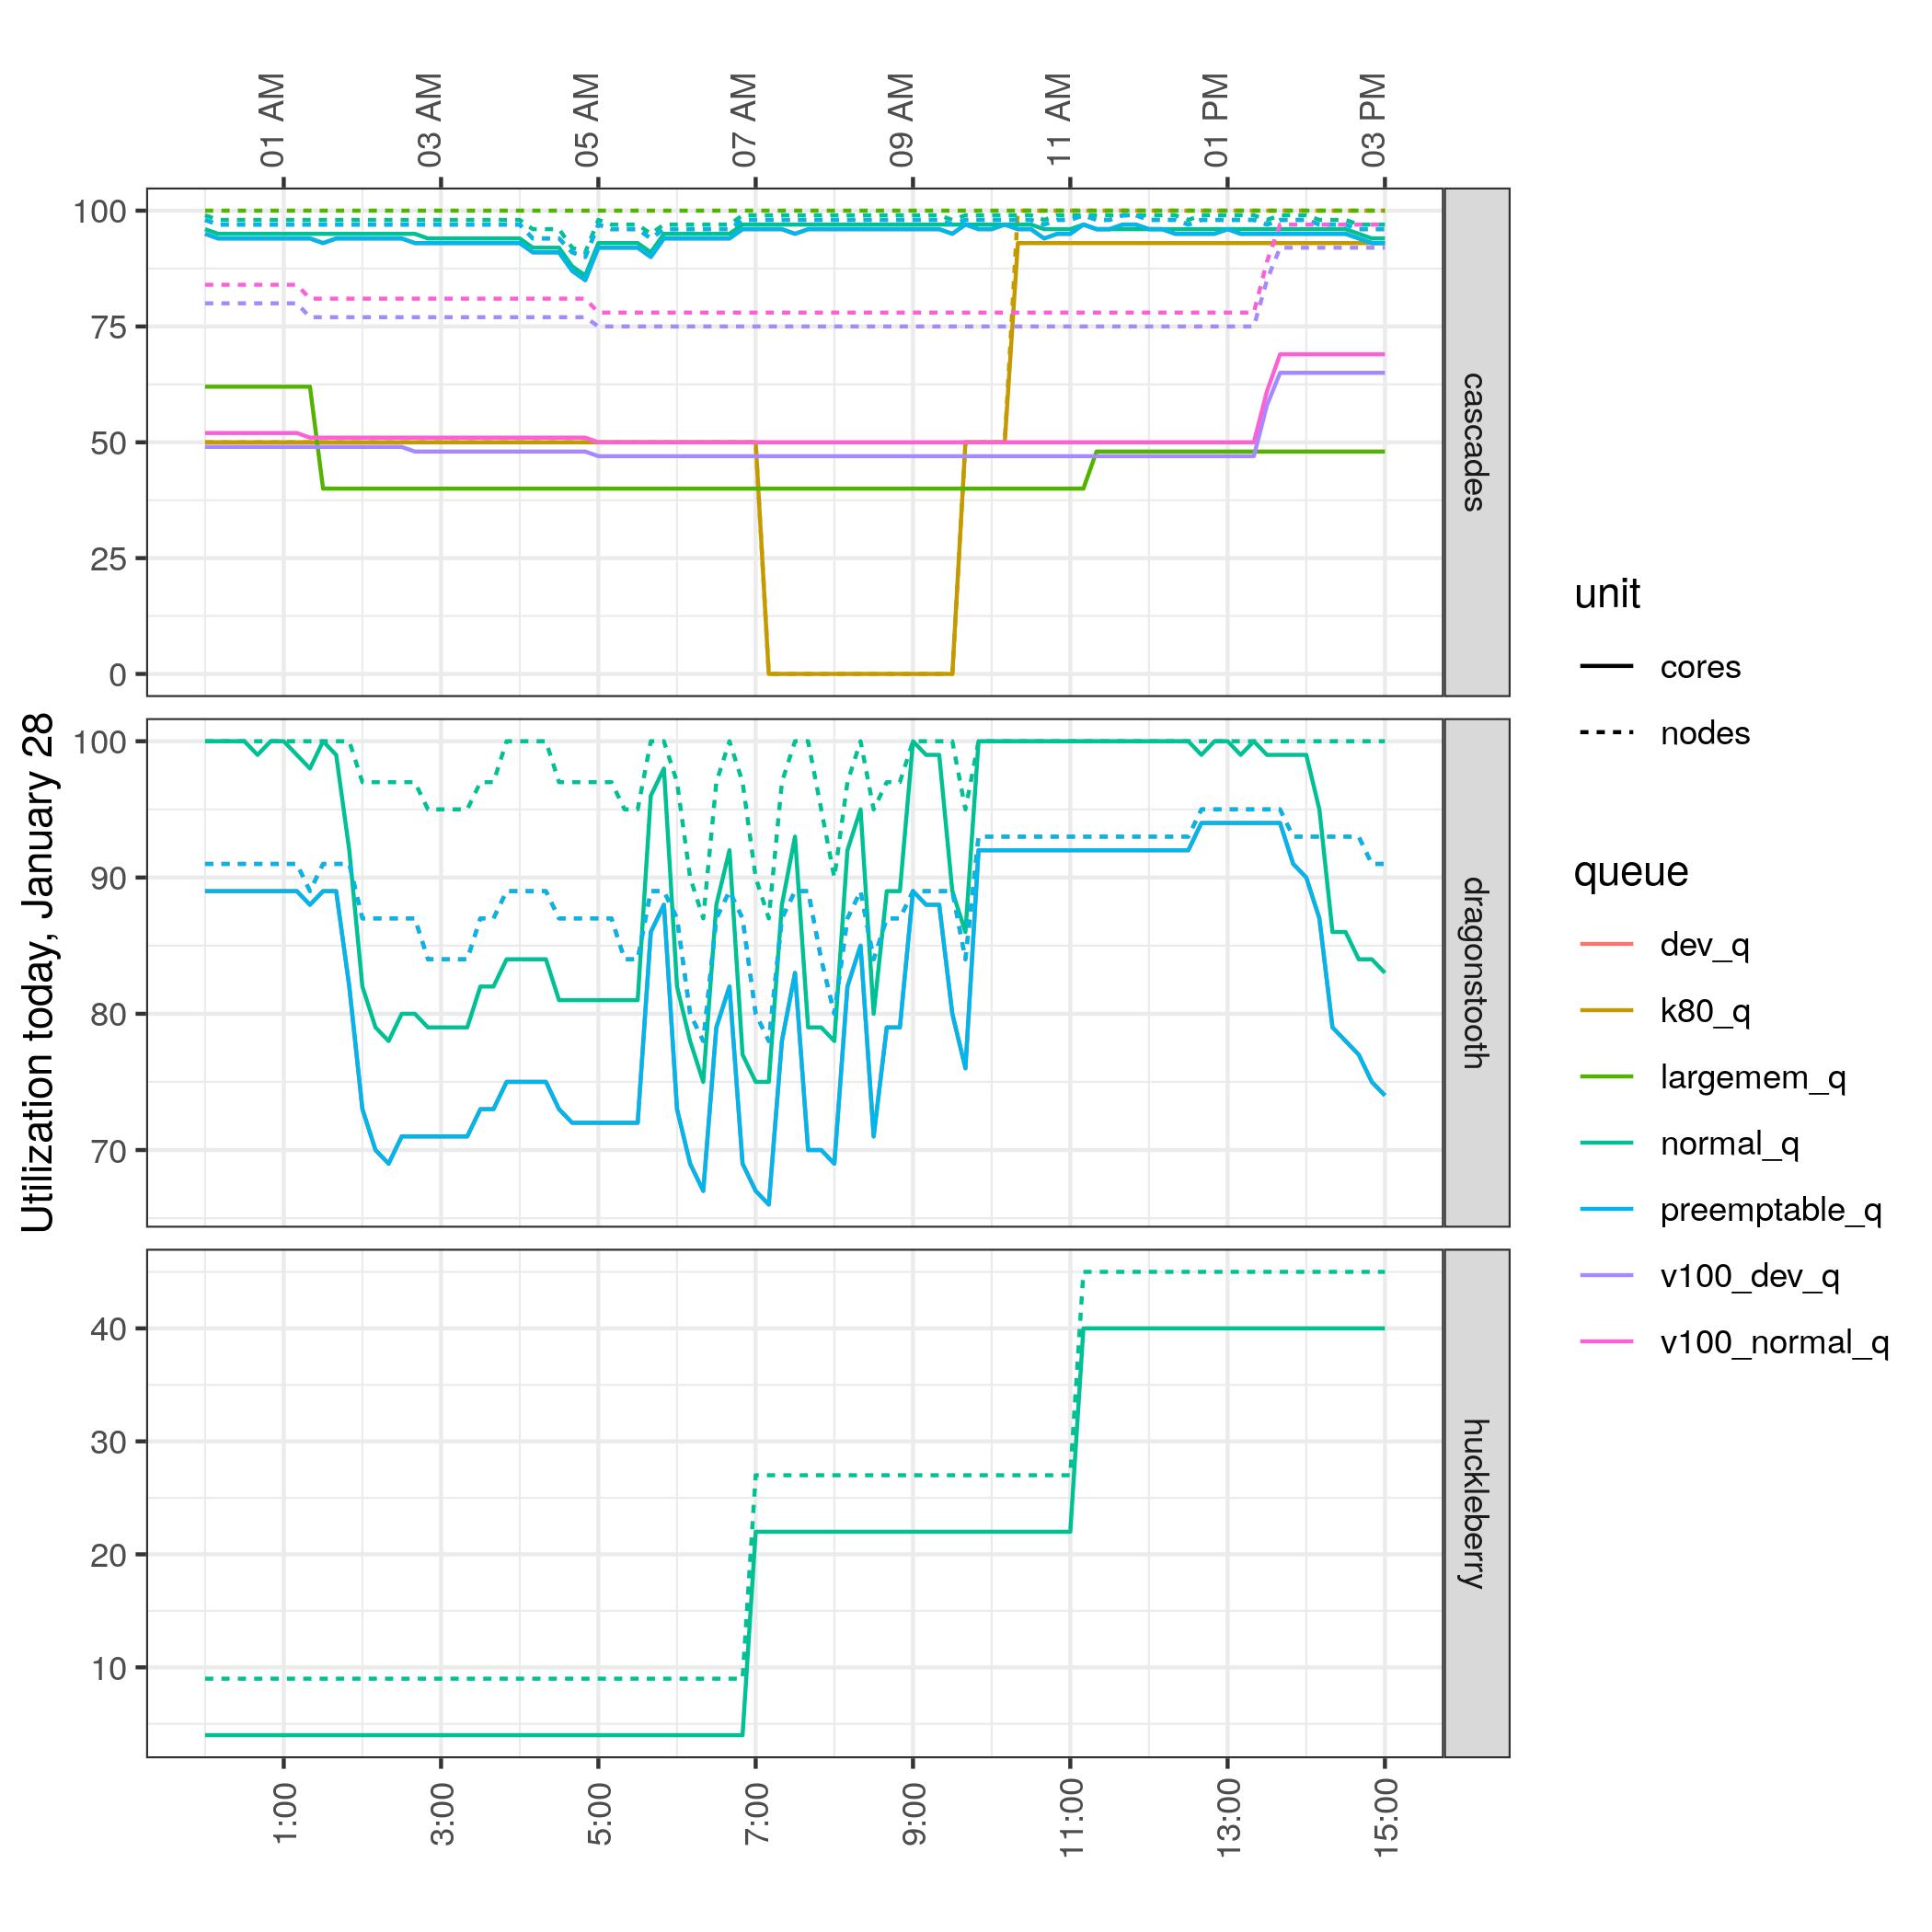 01 AM
03 AM
05 AM
07 AM
09 AM
11 AM
01 PM
03 PM
Utilization today, January 28
100
75
50
25
0
cascades
100
90
80
70
dragonstooth
40
30
20
10
huckleberry
1:00
3:00
5:00
7:00
9:00
11:00
13:00
15:00
unit
cores
nodes
queue
dev_q
k80_q
largemem_q
normal_q
preemptable_q
v100_dev_q
v100_normal_q